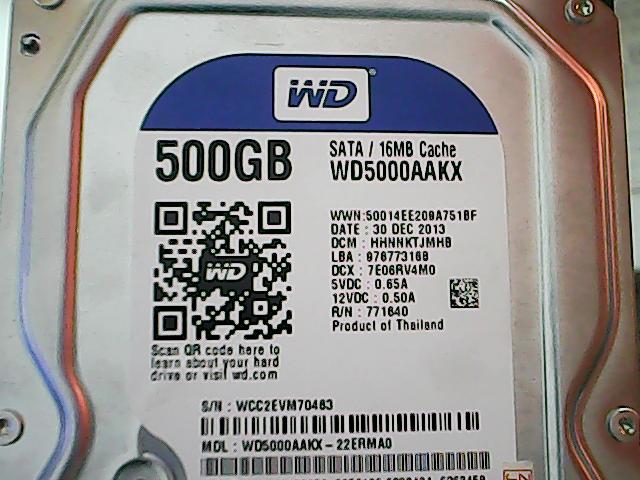 WD
500GB
SATA / 16MB Cache
WD5000AAKX
WD
WWN:50014EE208A751BF
DATE : 30 DEC 2013
DCM : HHNNKTJMHB
LBA : 976773168
DCX : 7E06RV4M0
5VDC : 0.65A
12VDC : 0.50A
R/N : 771640
Product of Thailand
Scan QR code here to
learn about your hard
drive or visit wd.com
S/N : WCC2EVM70463
MDL : WD5000AAKX-22ERMA0